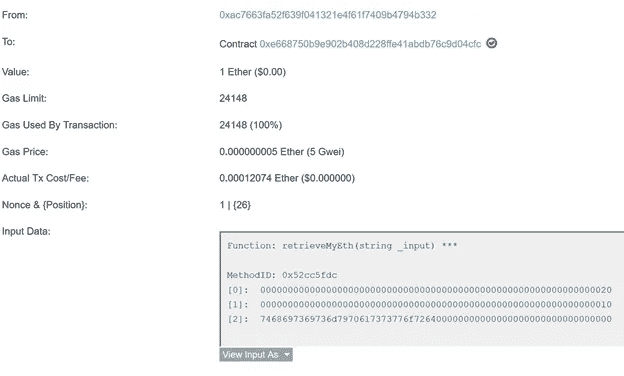 From: 0xac7663fa52f639f041321e4f61f7409b4794b332
To: Contract 0xe668750b9e902b408d228ffe41abdb76c9d04cfc
Value: 1 Ether ($0.00)
Gas Limit: 24148
Gas Used By Transaction: 24148 (100%)
Gas Price: 0.000000005 Ether (5 Gwei)
Actual Tx Cost/Fee: 0.00012074 Ether ($0.000000)
Nonce & {Position}: 1 | {26}
Input Data:
Function: retrieveMyEth(string _input) ***
MethodID: 0x52cc5fdc
[0]: 0000000000000000000000000000000000000000000000000000000000000020
[1]: 0000000000000000000000000000000000000000000000000000000000000010
[2]: 7468697369736d7970617373776f726400000000000000000000000000000000
View Input As